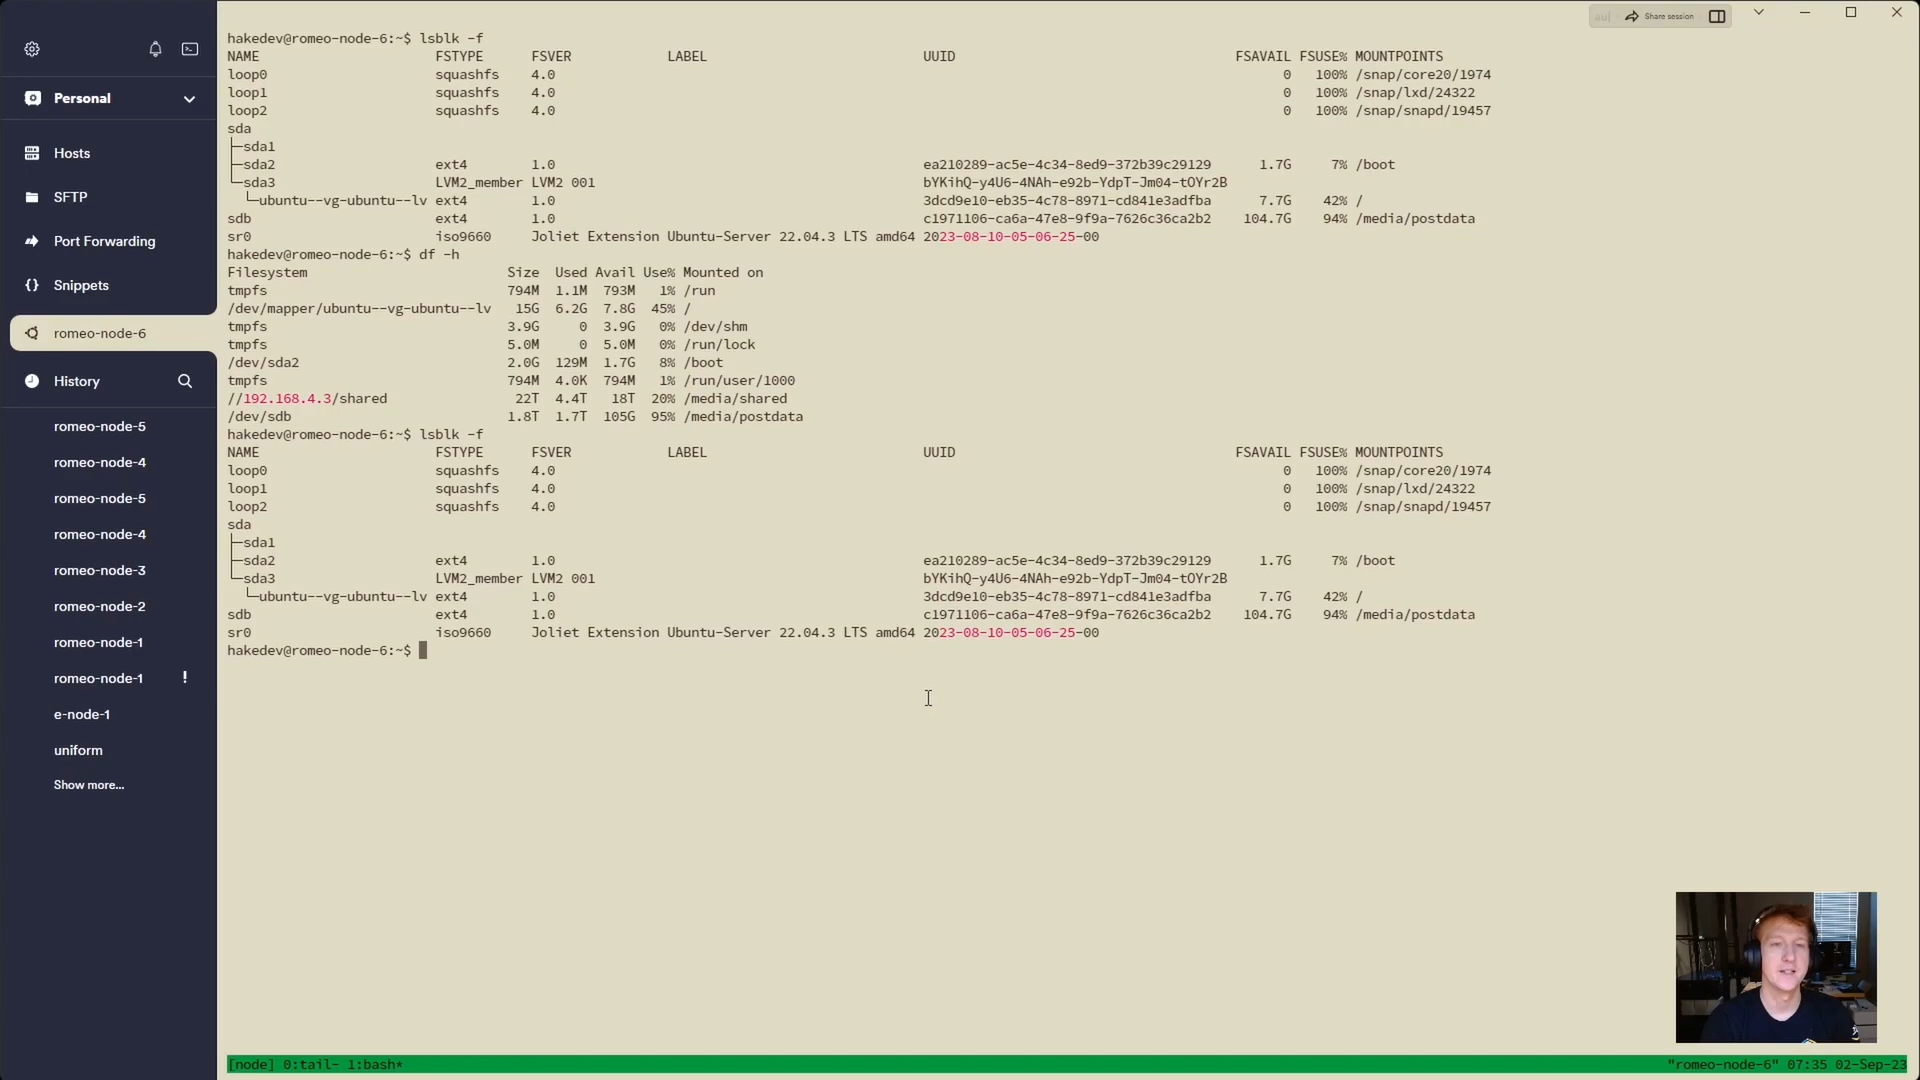 Share session
Personal
Hosts
SFTP
Port Forwarding
Snippets
romeo-node-6
History
romeo-node-5
romeo-node-4
romeo-node-5
romeo-node-4
romeo-node-3
romeo-node-2
romeo-node-1
romeo-node-1 !
e-node-1
uniform
Show more...
hakedev@romeo-node-6:~$ lsblk -f
NAME FSTYPE FSVER LABEL UUID FSAVAIL FSUSE% MOUNTPOINTS
loop0 squashfs 4.0 0 100% /snap/core20/1974
loop1 squashfs 4.0 0 100% /snap/lxd/24322
loop2 squashfs 4.0 0 100% /snap/snapd/19457
sda
├─sda1
├─sda2 ext4 1.0 ea210289-ac5e-4c34-8ed9-372b39c29129 1.7G 7% /boot
└─sda3 LVM2_member LVM2 001 bYKihQ-y4U6-4NAh-e92b-YdpT-Jm04-tOYr2B
└─ubuntu--vg-ubuntu--lv ext4 1.0 3dcd9e10-eb35-4c78-8971-cd841e3adfba 7.7G 42% /
sdb ext4 1.0 c1971106-ca6a-47e8-9f9a-7626c36ca2b2 104.7G 94% /media/postdata
sr0 iso9660 Joliet Extension Ubuntu-Server 22.04.3 LTS amd64 2023-08-10-05-06-25-00
hakedev@romeo-node-6:~$ df -h
Filesystem Size Used Avail Use% Mounted on
tmpfs 794M 1.1M 793M 1% /run
/dev/mapper/ubuntu--vg-ubuntu--lv 15G 6.2G 7.8G 45% /
tmpfs 3.9G 0 3.9G 0% /dev/shm
tmpfs 5.0M 0 5.0M 0% /run/lock
/dev/sda2 2.0G 129M 1.7G 8% /boot
tmpfs 794M 4.0K 794M 1% /run/user/1000
//192.168.4.3/shared 22T 4.4T 18T 20% /media/shared
/dev/sdb 1.8T 1.7T 105G 95% /media/postdata
hakedev@romeo-node-6:~$ lsblk -f
NAME FSTYPE FSVER LABEL UUID FSAVAIL FSUSE% MOUNTPOINTS
loop0 squashfs 4.0 0 100% /snap/core20/1974
loop1 squashfs 4.0 0 100% /snap/lxd/24322
loop2 squashfs 4.0 0 100% /snap/snapd/19457
sda
├─sda1
├─sda2 ext4 1.0 ea210289-ac5e-4c34-8ed9-372b39c29129 1.7G 7% /boot
└─sda3 LVM2_member LVM2 001 bYKihQ-y4U6-4NAh-e92b-YdpT-Jm04-tOYr2B
└─ubuntu--vg-ubuntu--lv ext4 1.0 3dcd9e10-eb35-4c78-8971-cd841e3adfba 7.7G 42% /
sdb ext4 1.0 c1971106-ca6a-47e8-9f9a-7626c36ca2b2 104.7G 94% /media/postdata
sr0 iso9660 Joliet Extension Ubuntu-Server 22.04.3 LTS amd64 2023-08-10-05-06-25-00
hakedev@romeo-node-6:~$
[node] 0:tail- 1:bash* "romeo-node-6" 07:35 02-Sep-23